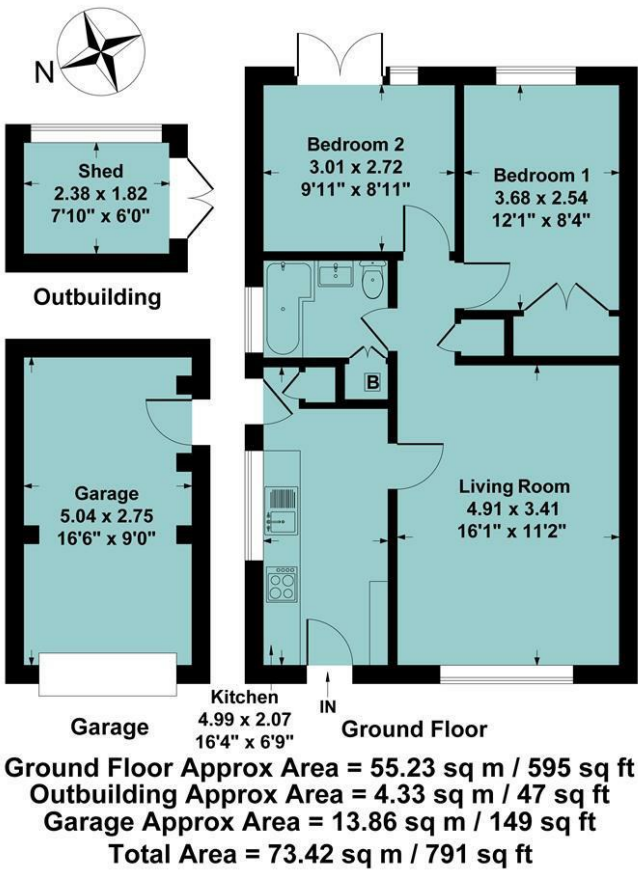 N
Shed
2.38 x 1.82
7'10" x 6'0"
Outbuilding
Bedroom 2
3.01 x 2.72
9'11" x 8'11"
Bedroom 1
3.68 x 2.54
12'1" x 8'4"
B
Garage
5.04 x 2.75
16'6" x 9'0"
Living Room
4.91 x 3.41
16'1" x 11'2"
Garage
Kitchen
4.99 x 2.07
16'4" x 6'9"
IN
Ground Floor
Ground Floor Approx Area = 55.23 sq m / 595 sq ft
Outbuilding Approx Area = 4.33 sq m / 47 sq ft
Garage Approx Area = 13.86 sq m / 149 sq ft
Total Area = 73.42 sq m / 791 sq ft